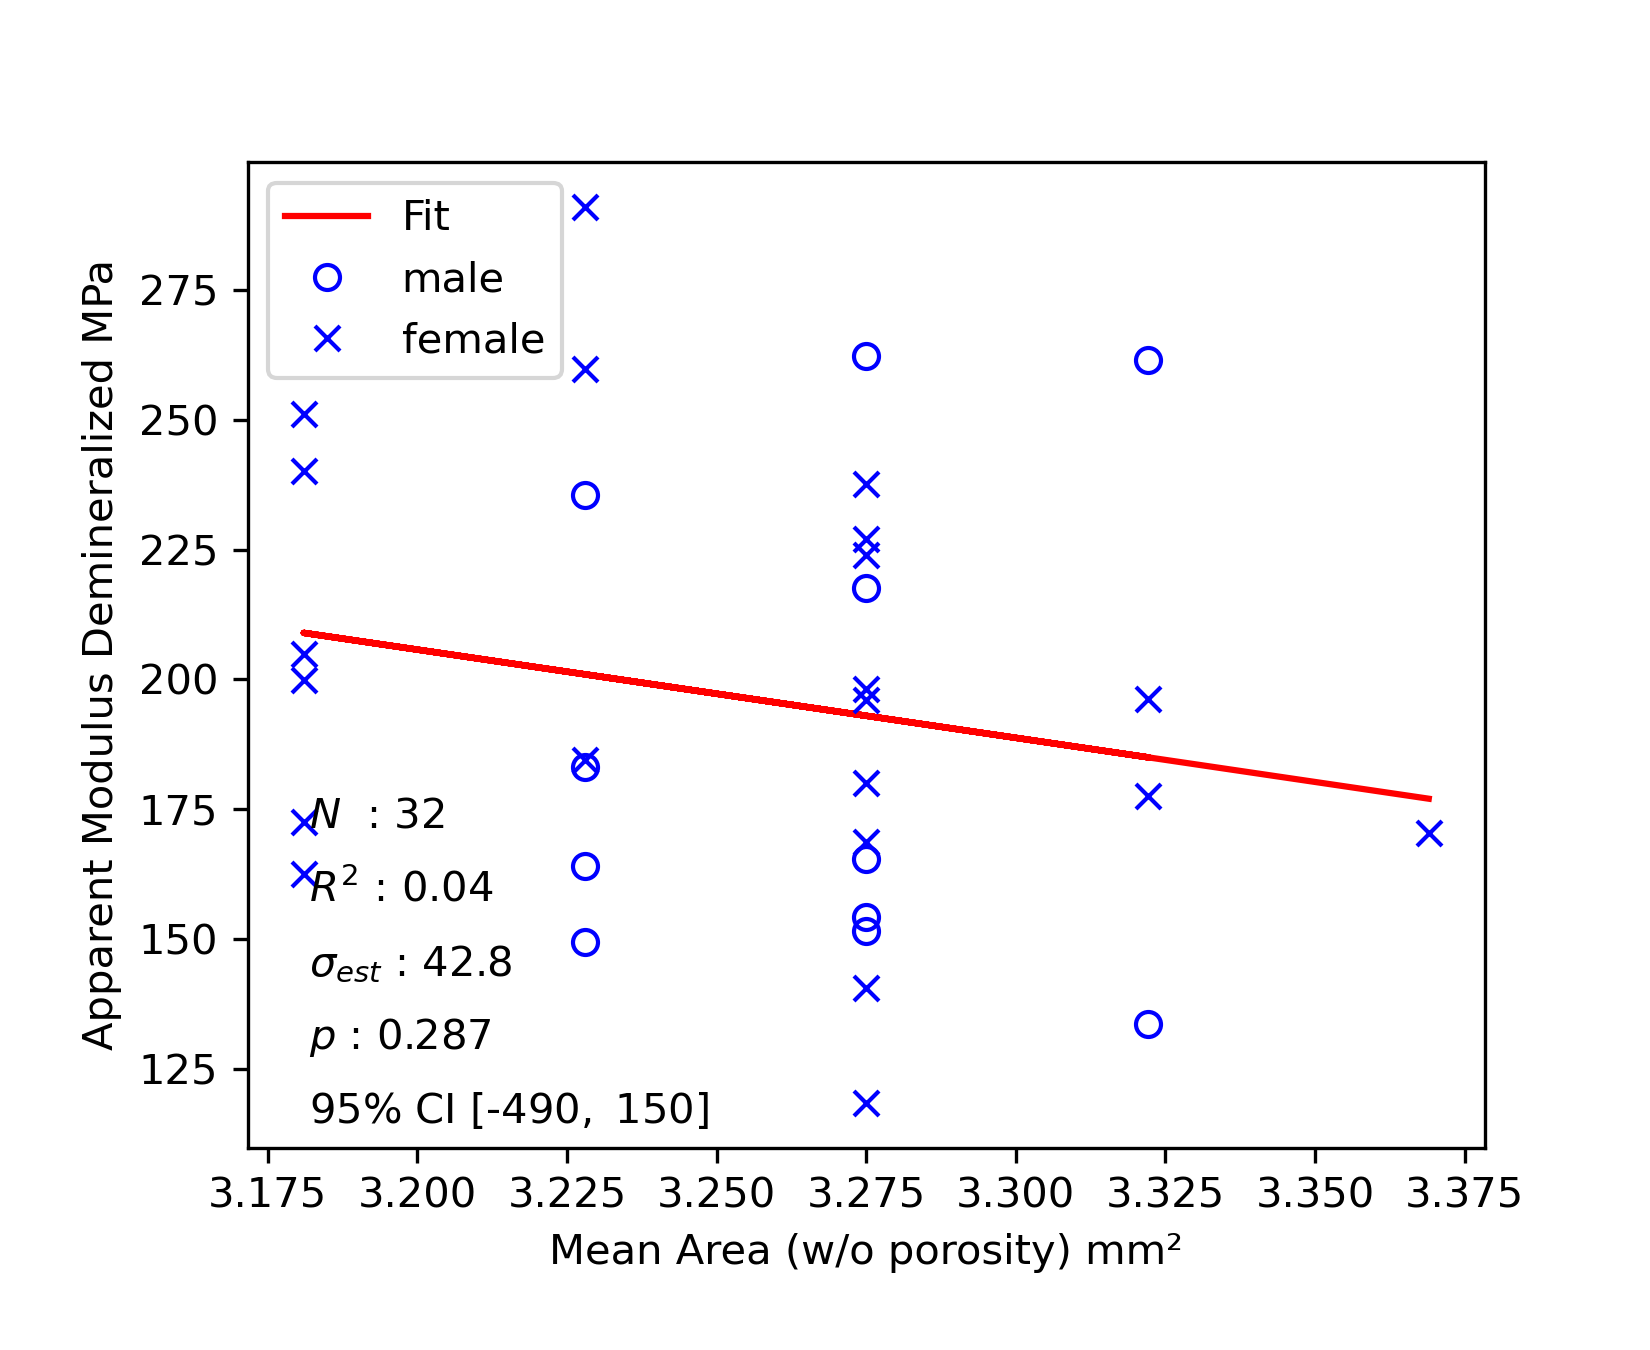 Fit
male
female
275
250
225
200
175
150
125
Apparent Modulus Demineralized MPa
N : 32
R² : 0.04
σₑₛₜ : 42.8
p : 0.287
95% CI [-490, 150]
3.175 3.200 3.225 3.250 3.275 3.300 3.325 3.350 3.375
Mean Area (w/o porosity) mm²